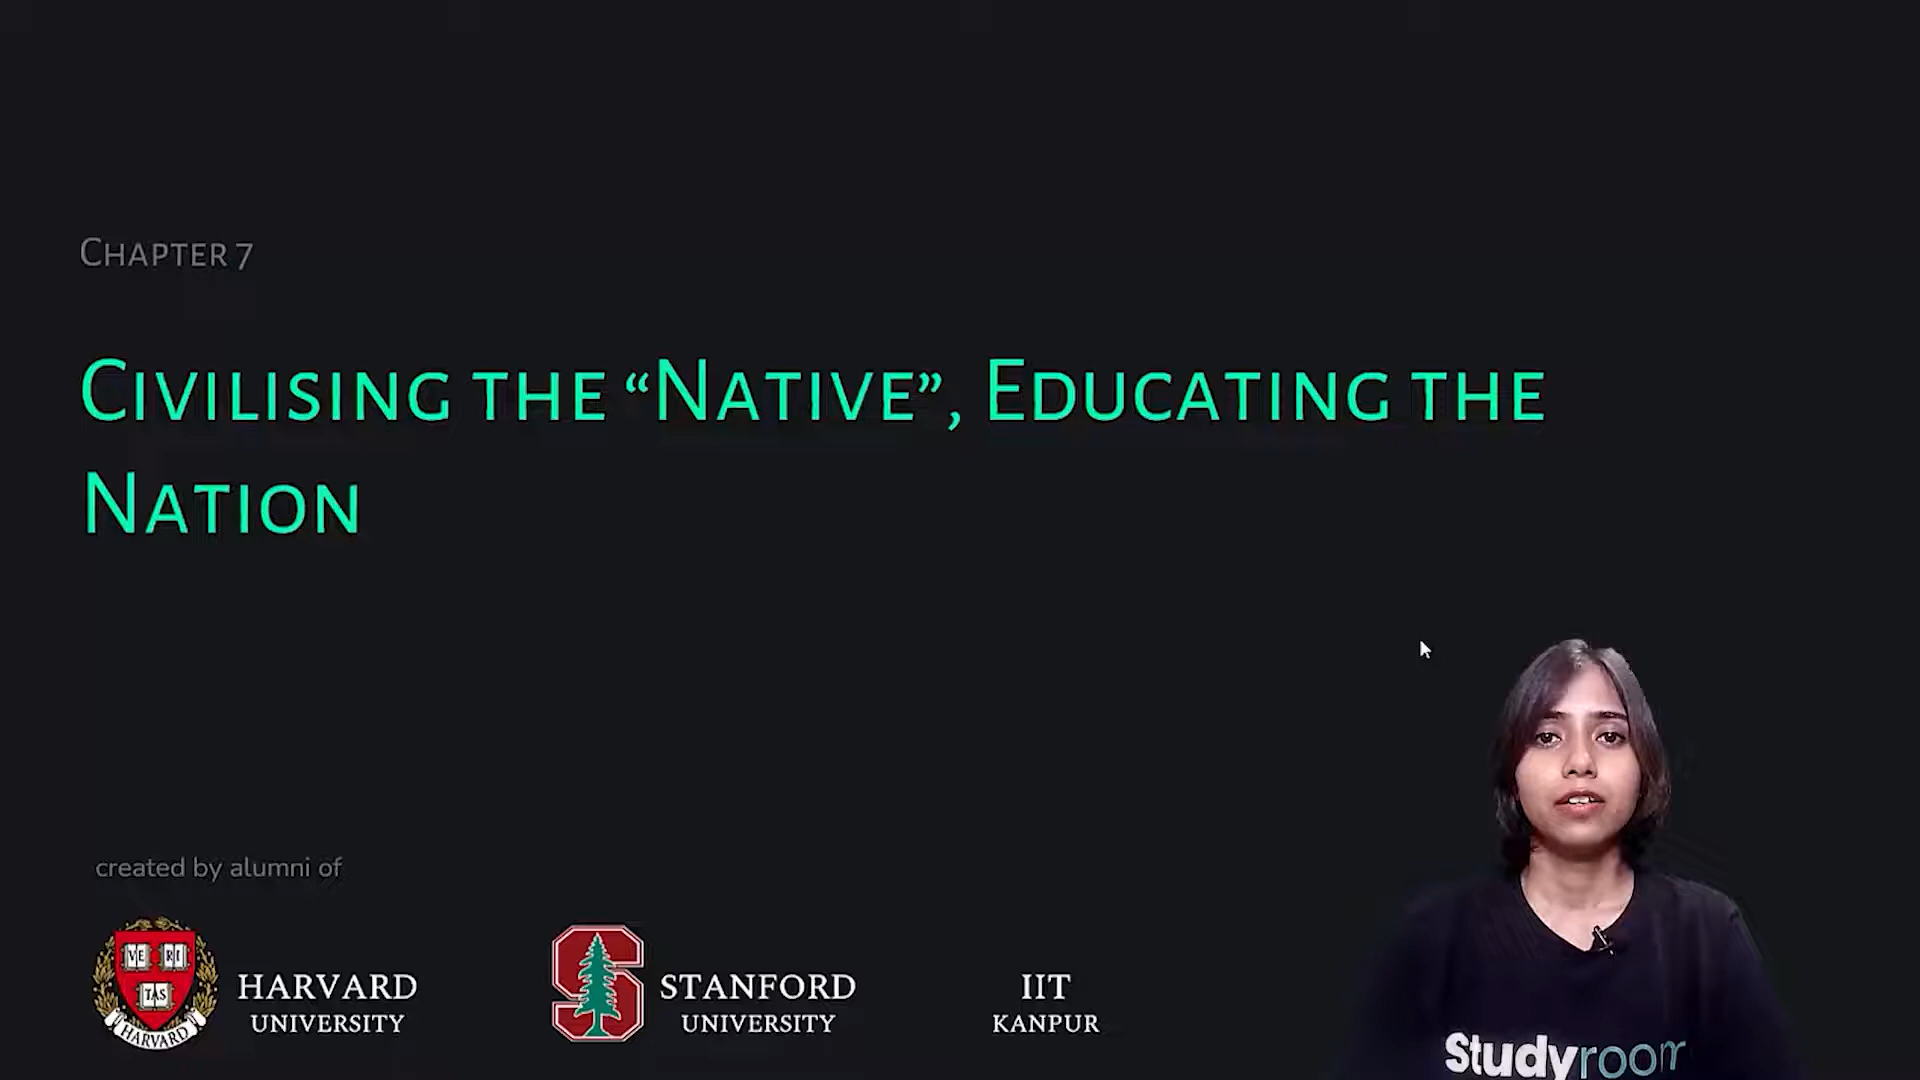 CHAPTER 7
CIVILISING THE “NATIVE”, EDUCATING THE
NATION
created by alumni of
VE RI
TAS
HARVARD
HARVARD
UNIVERSITY
STANFORD
UNIVERSITY
IIT
KANPUR
Studyroom